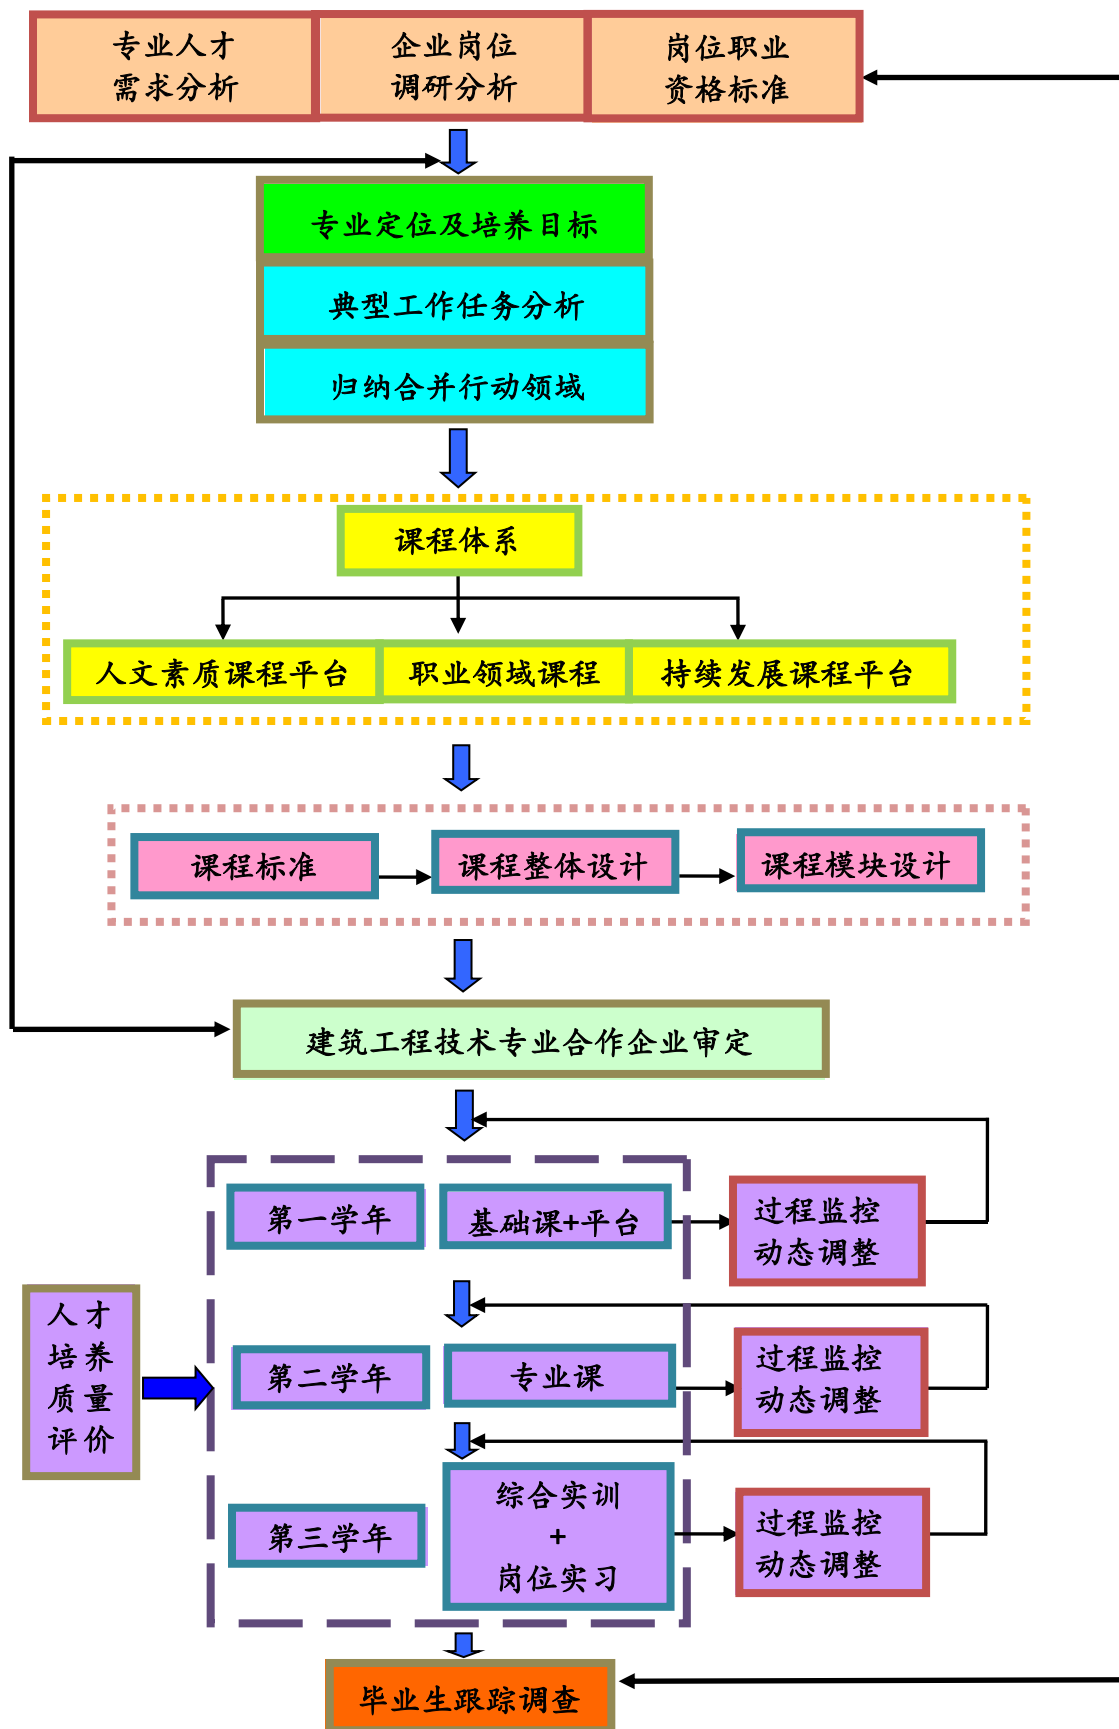 专业人才
需求分析
企业岗位
调研分析
岗位职业
资格标准
专业定位及培养目标
典型工作任务分析
归纳合并行动领域
课程体系
人文素质课程平台
职业领域课程
持续发展课程平台
课程标准
课程整体设计
课程模块设计
建筑工程技术专业合作企业审定
第一学年
基础课+平台
过程监控
动态调整
人才
培养
质量
评价
第二学年
专业课
过程监控
动态调整
第三学年
综合实训
+
岗位实习
过程监控
动态调整
毕业生跟踪调查